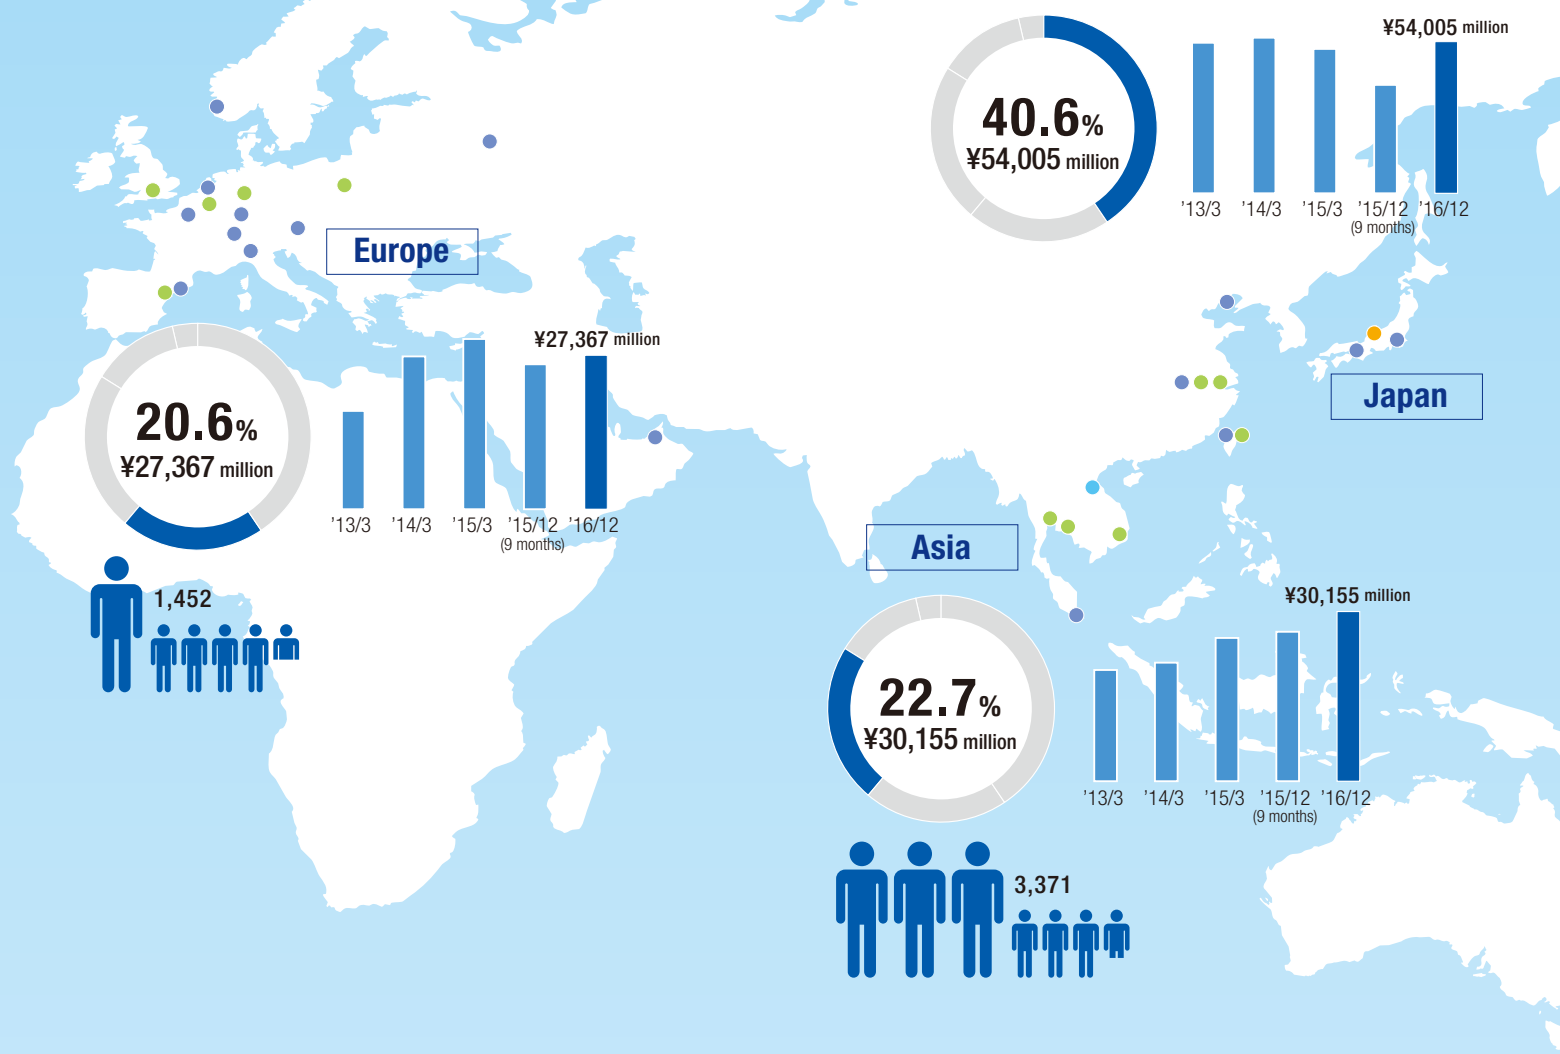 ¥54,005 million
40.6%
¥54,005 million
’13/3 ’14/3 ’15/3 ’15/12 ’16/12
(9 months)
Europe
¥27,367 million
20.6%
¥27,367 million
’13/3 ’14/3 ’15/3 ’15/12 ’16/12
(9 months)
1,452
Japan
Asia
¥30,155 million
22.7%
¥30,155 million
’13/3 ’14/3 ’15/3 ’15/12 ’16/12
(9 months)
3,371